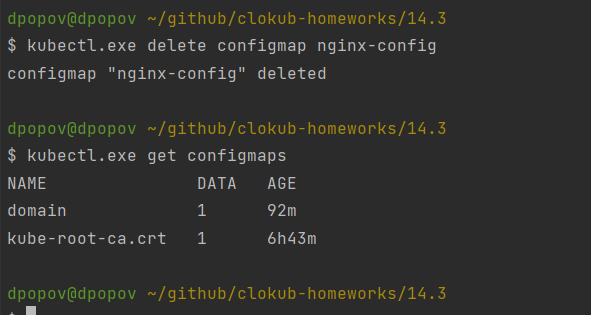 dpopov@dpopov ~/github/clokub-homeworks/14.3
$ kubectl.exe delete configmap nginx-config
configmap "nginx-config" deleted
dpopov@dpopov ~/github/clokub-homeworks/14.3
$ kubectl.exe get configmaps
NAME DATA AGE
domain 1 92m
kube-root-ca.crt 1 6h43m
dpopov@dpopov ~/github/clokub-homeworks/14.3